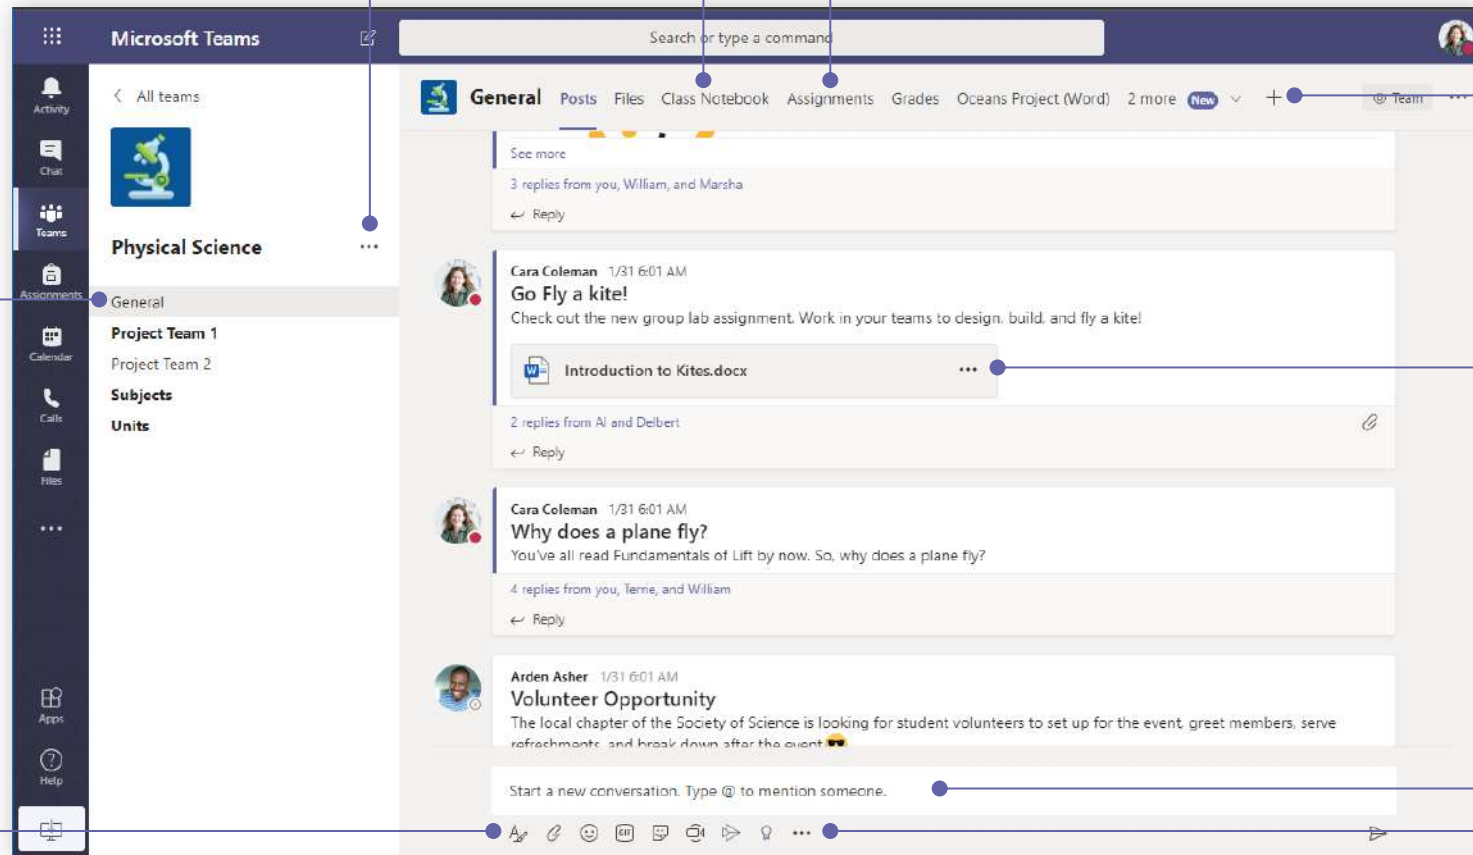 Microsoft Teams
Search or type a command
Activity
Chat
Teams
Assignments
Calendar
Calls
Files
Apps
Help
All teams
Physical Science
General
Project Team 1
Project Team 2
Subjects
Units
General Posts Files Class Notebook Assignments Grades Oceans Project (Word) 2 more New Team
See more
3 replies from you, William, and Marsha
Reply
Cara Coleman 1/31 6:01 AM
Go Fly a kite!
Check out the new group lab assignment. Work in your teams to design, build, and fly a kite!
Introduction to Kites.docx
2 replies from Al and Delbert
Reply
Cara Coleman 1/31 6:01 AM
Why does a plane fly?
You've all read Fundamentals of Lift by now. So, why does a plane fly?
4 replies from you, Terrie, and William
Reply
Arden Asher 1/31 6:01 AM
Volunteer Opportunity
The local chapter of the Society of Science is looking for student volunteers to set up for the event, greet members, serve
refreshments, and break down after the event
Start a new conversation. Type @ to mention someone.
GIF